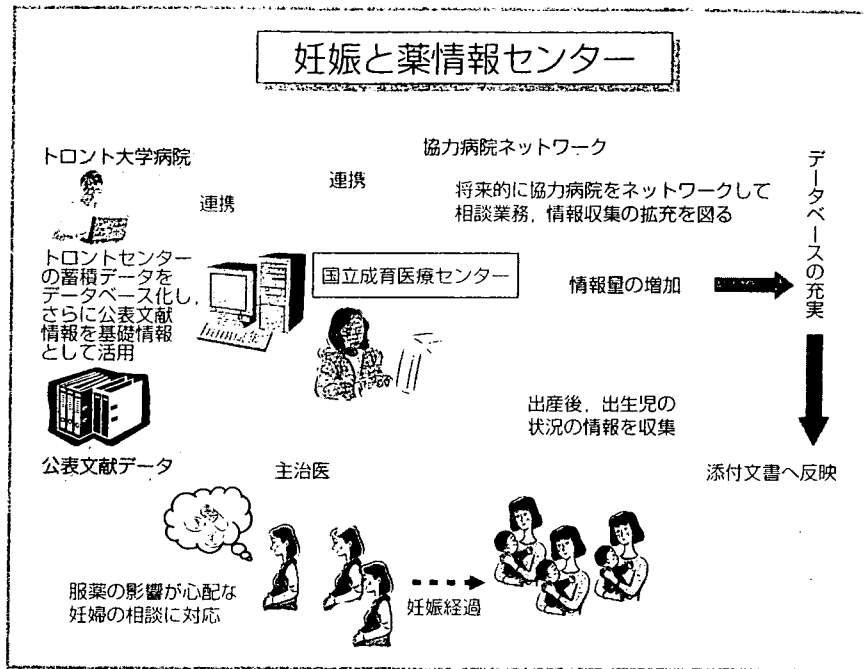 妊娠と薬情報センター
トロント大学病院
連携
連携
協力病院ネットワーク
将来的に協力病院をネットワークして
相談業務，情報収集の拡充を図る
トロントセンター
の蓄積データを
データベース化し，
さらに公表文献
情報を基礎情報
として活用
国立成育医療センター
情報量の増加
データベースの充実
出産後，出生児の
状況の情報を収集
公表文献データ
主治医
添付文書へ反映
服薬の影響が心配な
妊婦の相談に対応
妊娠経過